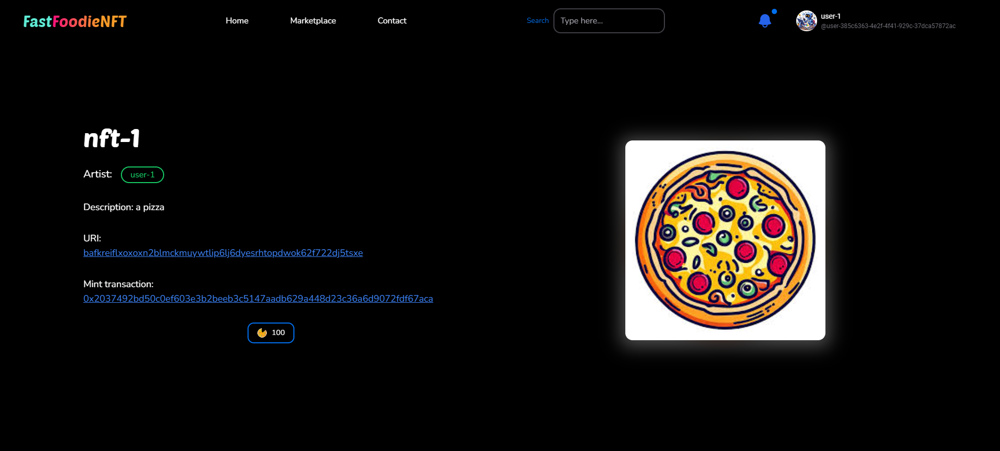 FastFoodieNFT
Home
Marketplace
Contact
Search
Type here...
user-1
@user-385c6363-4e2f-4f41-929c-37dca57872ac
nft-1
Artist: user-1
Description: a pizza
URI:
bafkreiflxoxoxn2blmckmuywtlip6lj6dyesrhtopdwok62f722dj5tsxe
Mint transaction:
0x2037492bd50c0ef603e3b2beeb3c5147aadb629a448d23c36a6d9072fdf67aca
100